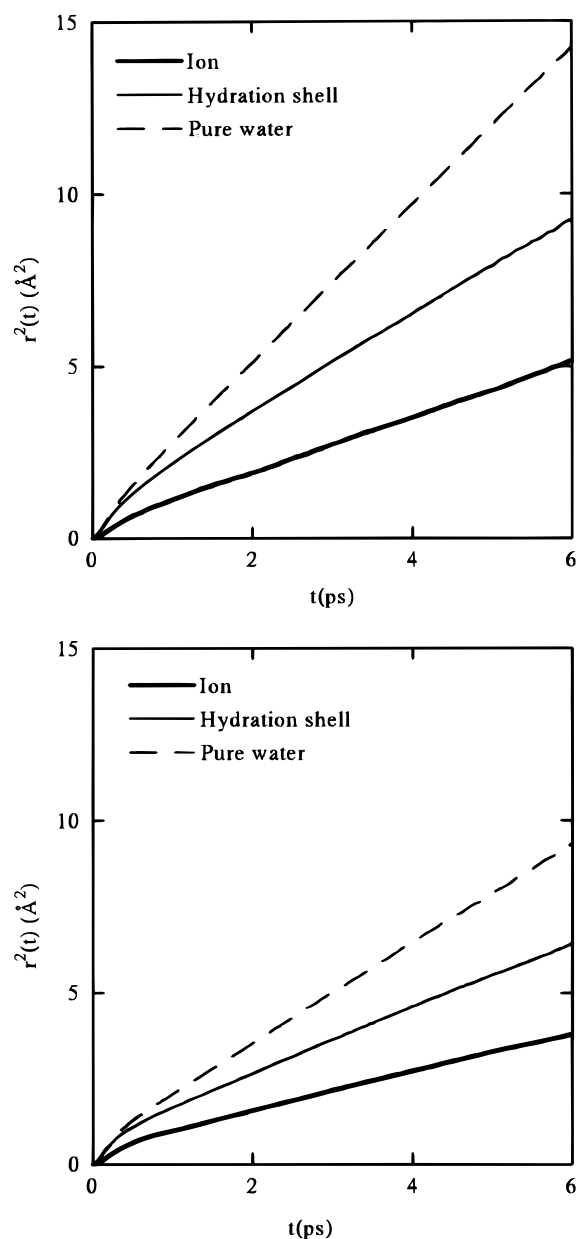 15
Ion
Hydration shell
Pure water
10
r²(t) (Å²)
5
0
0 2 4 6
t(ps)
15
Ion
Hydration shell
Pure water
10
r²(t) (Å²)
5
0
0 2 4 6
t(ps)